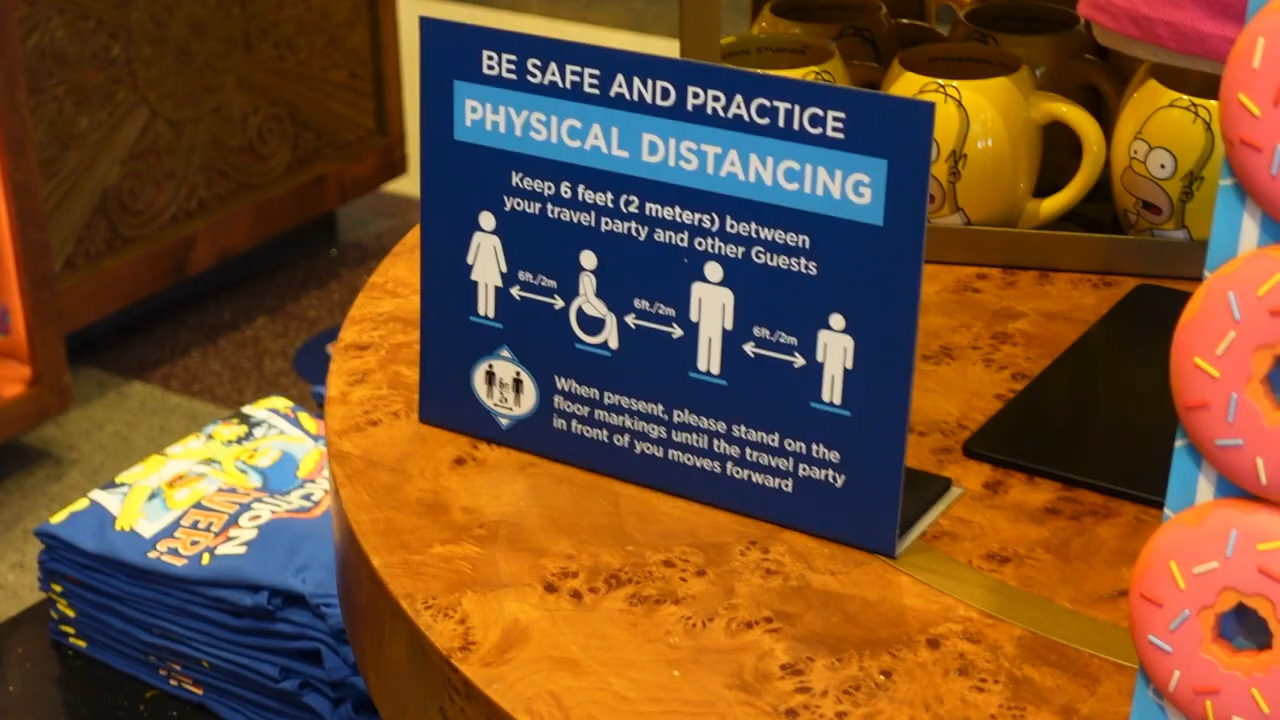 BE SAFE AND PRACTICE
PHYSICAL DISTANCING
Keep 6 feet (2 meters) between
your travel party and other Guests
6ft./2m
6ft./2m
6ft./2m
When present, please stand on the
floor markings until the travel party
in front of you moves forward